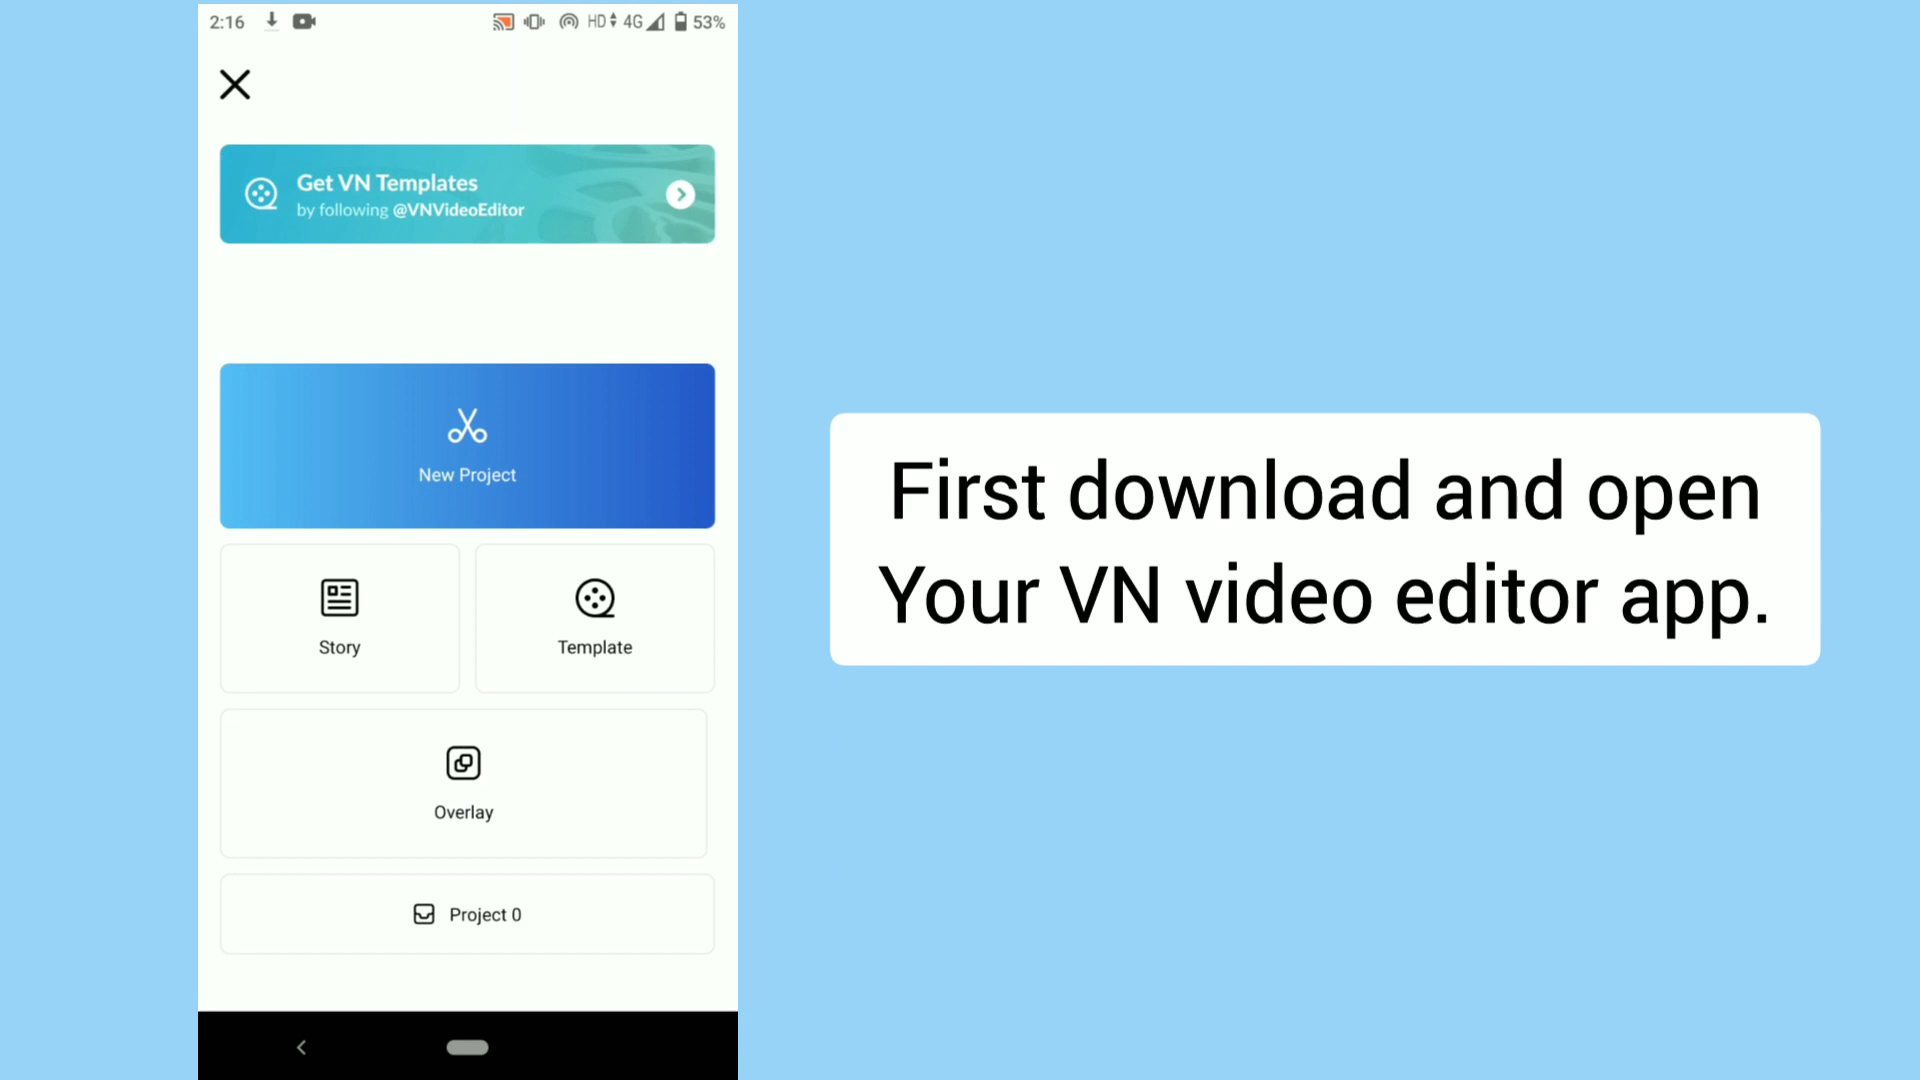 2:16 HD 4G 53%
Get VN Templates
by following @VNVideoEditor
New Project
Story
Template
Overlay
Project 0
First download and open
Your VN video editor app.